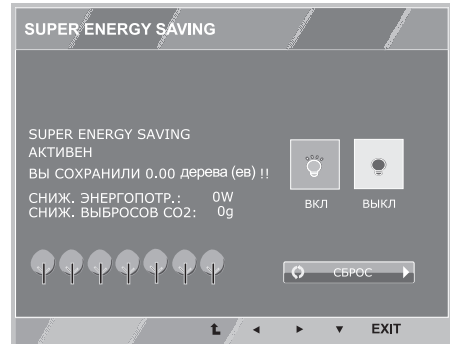 SUPER ENERGY SAVING
SUPER ENERGY SAVING
АКТИВЕН
ВЫ СОХРАНИЛИ 0.00 дерева (ев) !!
СНИЖ. ЭНЕРГОПОТР.: 0W
СНИЖ. ВЫБРОСОВ СО2: 0g
ВКЛ ВЫКЛ
СБРОС
EXIT